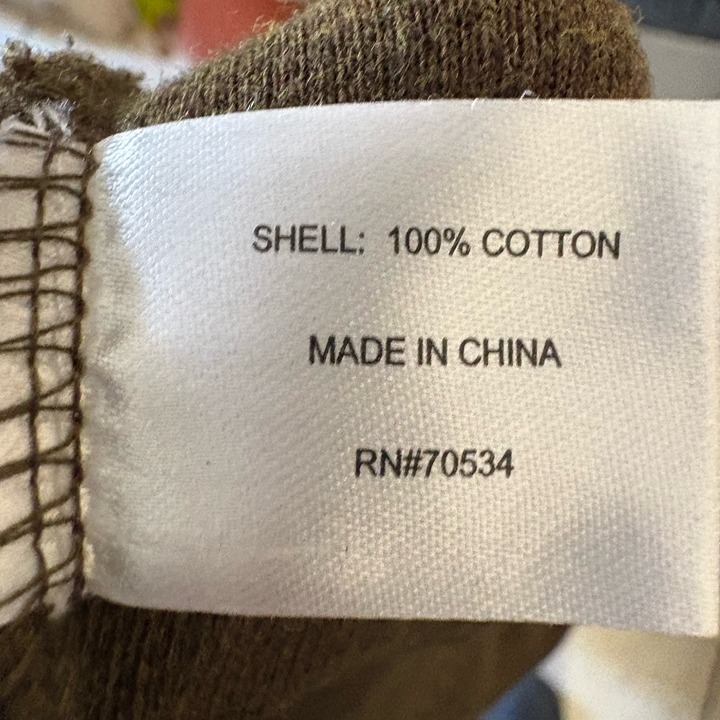 SHELL: 100% COTTON
MADE IN CHINA
RN#70534